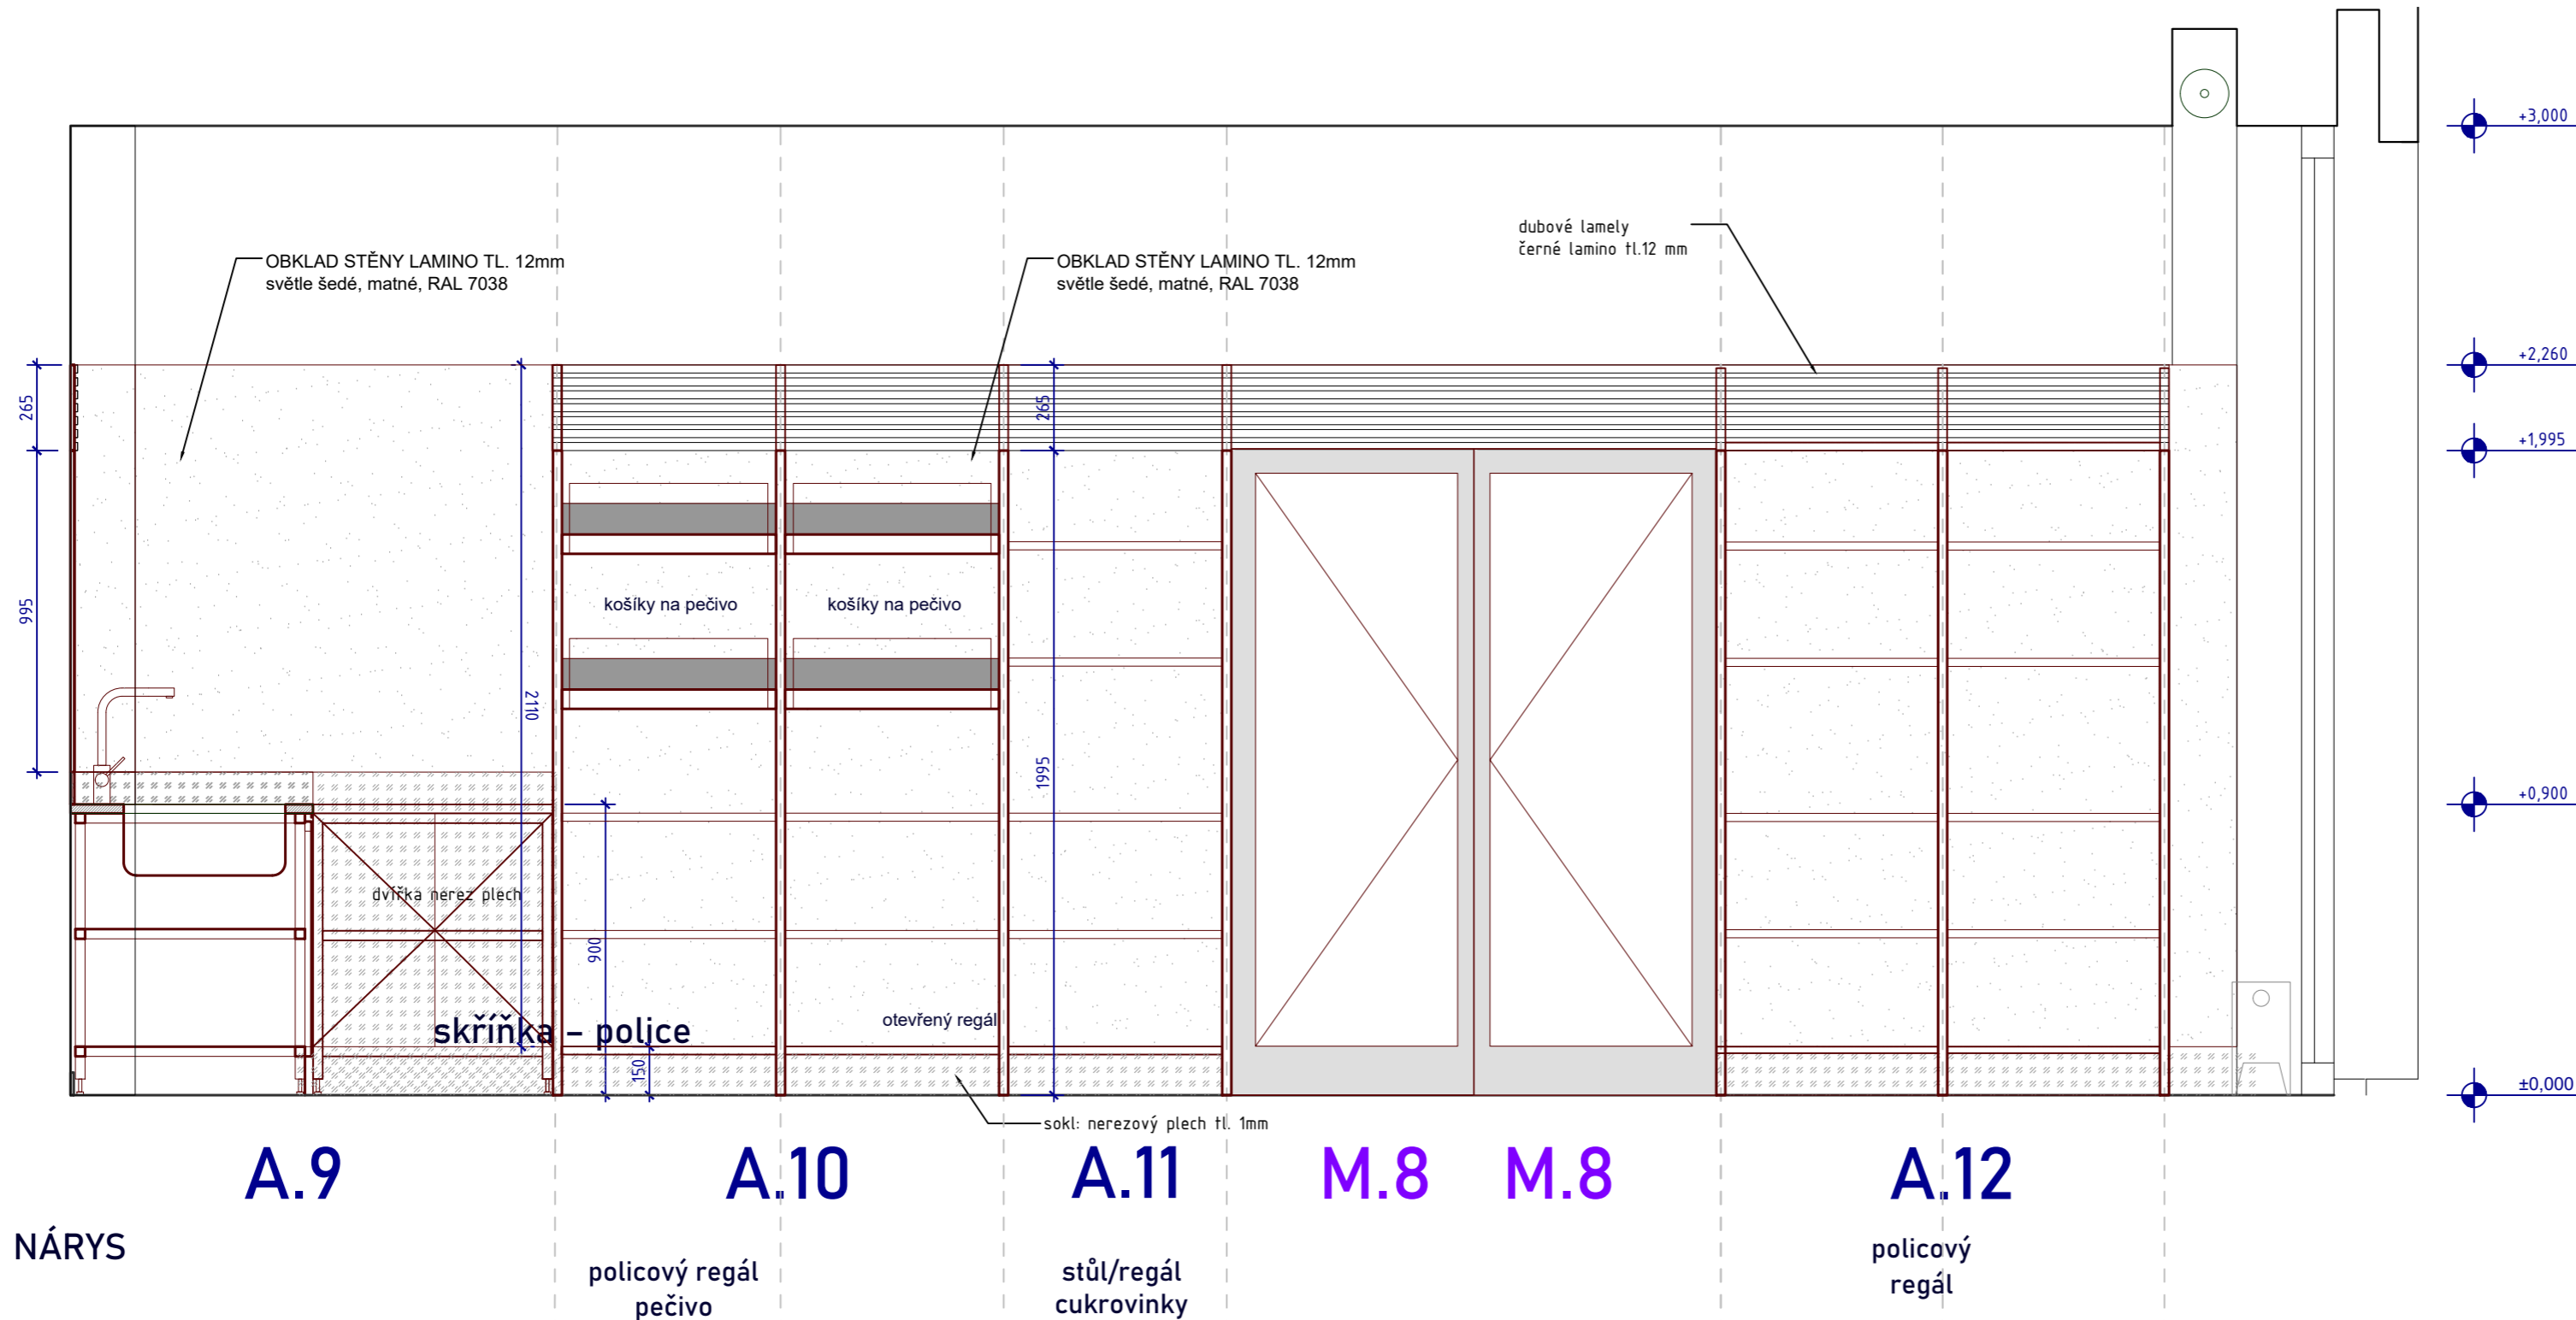 +3,000
dubové lamely
černé lamino tl.12 mm
OBKLAD STĚNY LAMINO TL. 12mm
světle šedé, matné, RAL 7038
OBKLAD STĚNY LAMINO TL. 12mm
světle šedé, matné, RAL 7038
+2,260
265
265
+1,995
995
košíky na pečivo
košíky na pečivo
2110
1995
+0,900
dvířka nerez plech
900
otevřený regál
skříňka – police
150
±0,000
sokl: nerezový plech tl. 1mm
A.9
A.10
A.11
M.8
M.8
A.12
NÁRYS
policový regál
pečivo
stůl/regál
cukrovinky
policový
regál